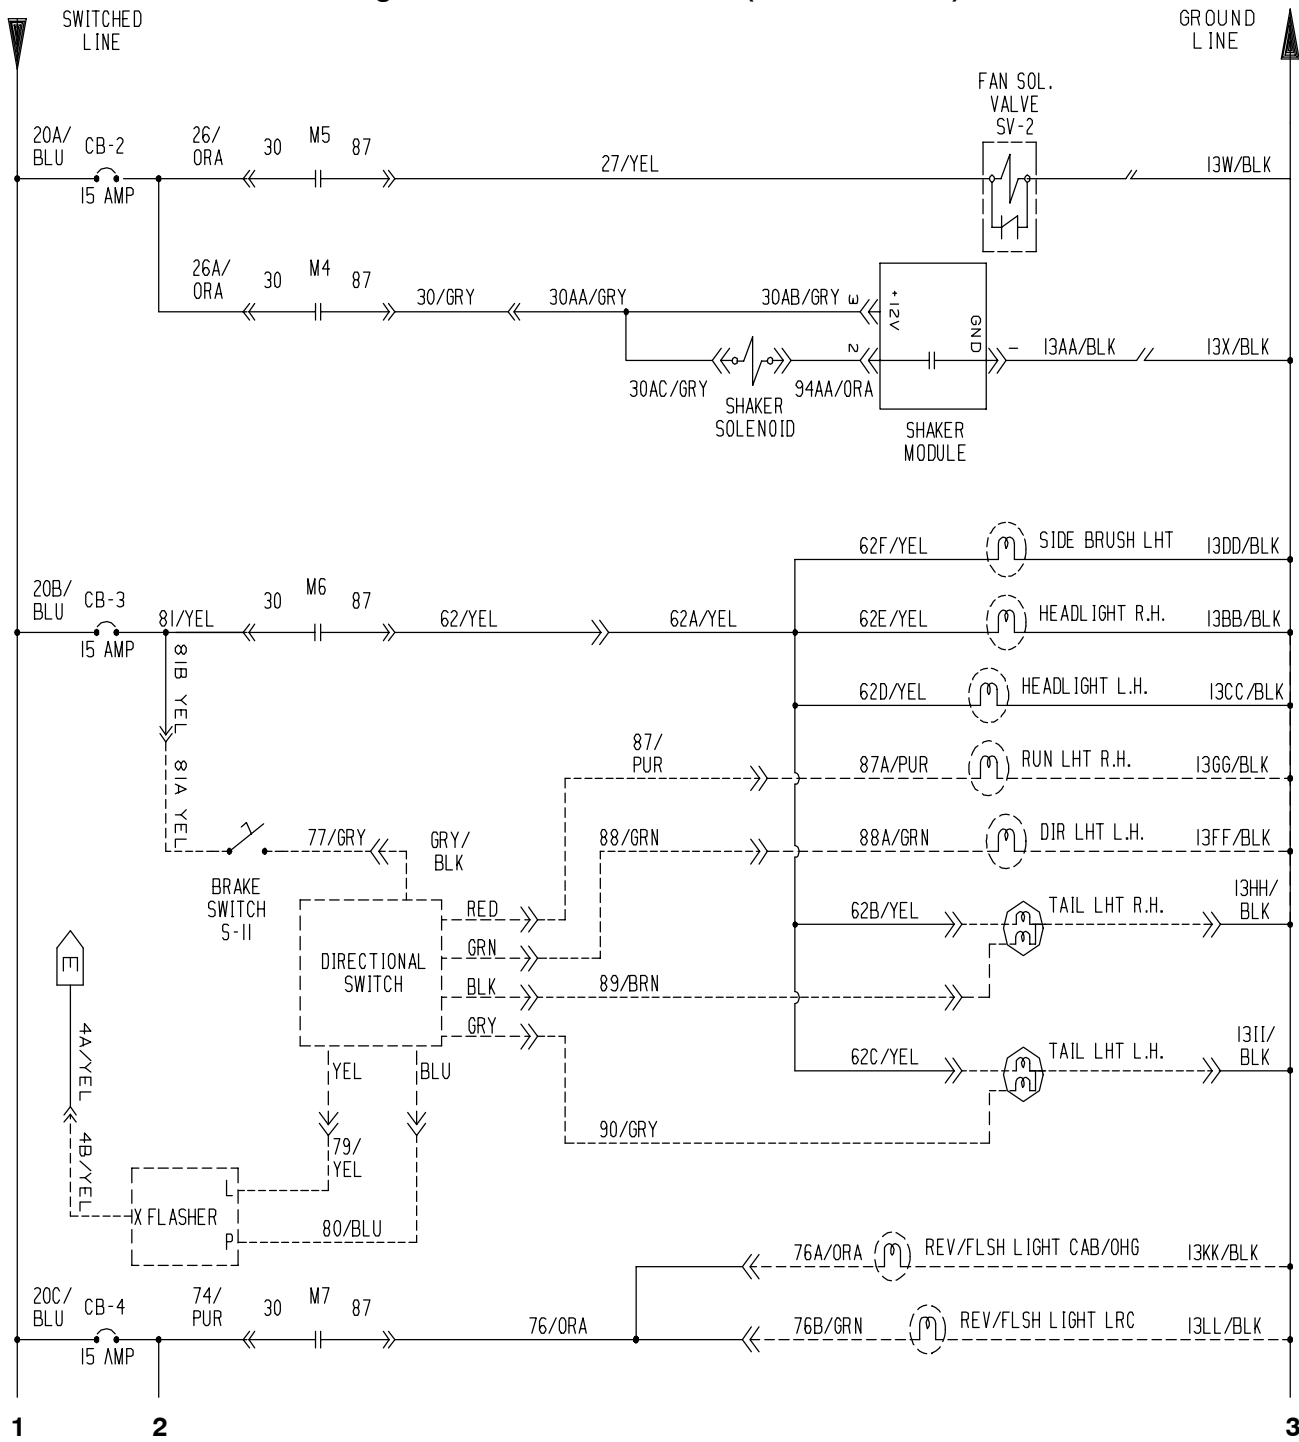 SWITCHED
LINE
GROUND
LINE
FAN SOL.
VALVE
SV-2
20A/
BLU
CB-2
15 AMP
26/
ORA
30
M5
87
27/YEL
13W/BLK
26A/
ORA
30
M4
87
30/GRY
30AA/GRY
30AB/GRY
3
+12V
GND
2
1
13AA/BLK
13X/BLK
30AC/GRY
94AA/ORA
SHAKER
SOLENOID
SHAKER
MODULE
62F/YEL
SIDE BRUSH LHT
13DD/BLK
20B/
BLU
CB-3
15 AMP
81/YEL
30
M6
87
62/YEL
62A/YEL
62E/YEL
HEADLIGHT R.H.
13BB/BLK
81B YEL
62D/YEL
HEADLIGHT L.H.
13CC/BLK
87/
PUR
87A/PUR
RUN LHT R.H.
13GG/BLK
81A YEL
77/GRY
GRY/
BLK
88/GRN
88A/GRN
DIR LHT L.H.
13FF/BLK
BRAKE
SWITCH
S-11
RED
62B/YEL
TAIL LHT R.H.
13HH/
BLK
E
DIRECTIONAL
SWITCH
GRN
BLK
89/BRN
GRY
4A/YEL
YEL
BLU
62C/YEL
TAIL LHT L.H.
13II/
BLK
90/GRY
4B/YEL
79/
YEL
L
X FLASHER
P
80/BLU
76A/ORA
REV/FLSH LIGHT CAB/OHG
13KK/BLK
20C/
BLU
CB-4
15 AMP
74/
PUR
30
M7
87
76/ORA
76B/GRN
REV/FLSH LIGHT LRC
13LL/BLK
1
2
3